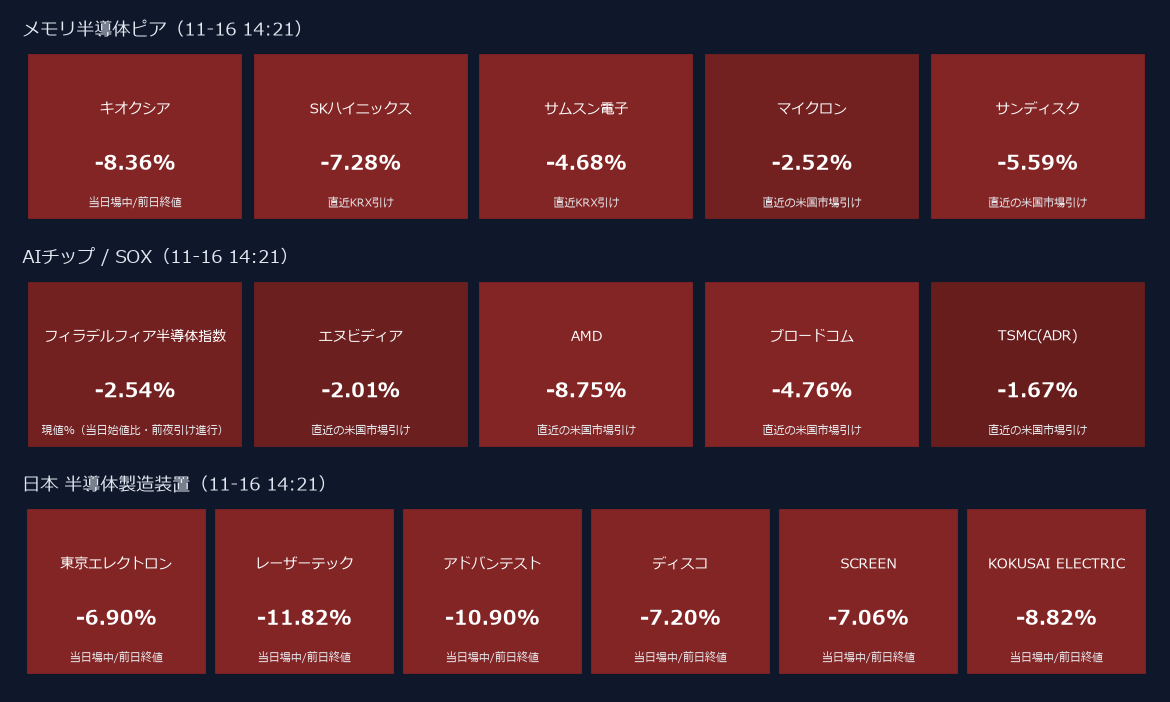 メモリ半導体ピア（11-16 14:21）
キオクシア
-8.36%
当日場中/前日終値
SKハイニックス
-7.28%
直近KRX引け
サムスン電子
-4.68%
直近KRX引け
マイクロン
-2.52%
直近の米国市場引け
サンディスク
-5.59%
直近の米国市場引け
AIチップ / SOX（11-16 14:21）
フィラデルフィア半導体指数
-2.54%
現値%（当日始値比・前夜引け進行）
エヌビディア
-2.01%
直近の米国市場引け
AMD
-8.75%
直近の米国市場引け
ブロードコム
-4.76%
直近の米国市場引け
TSMC(ADR)
-1.67%
直近の米国市場引け
日本 半導体製造装置（11-16 14:21）
東京エレクトロン
-6.90%
当日場中/前日終値
レーザーテック
-11.82%
当日場中/前日終値
アドバンテスト
-10.90%
当日場中/前日終値
ディスコ
-7.20%
当日場中/前日終値
SCREEN
-7.06%
当日場中/前日終値
KOKUSAI ELECTRIC
-8.82%
当日場中/前日終値